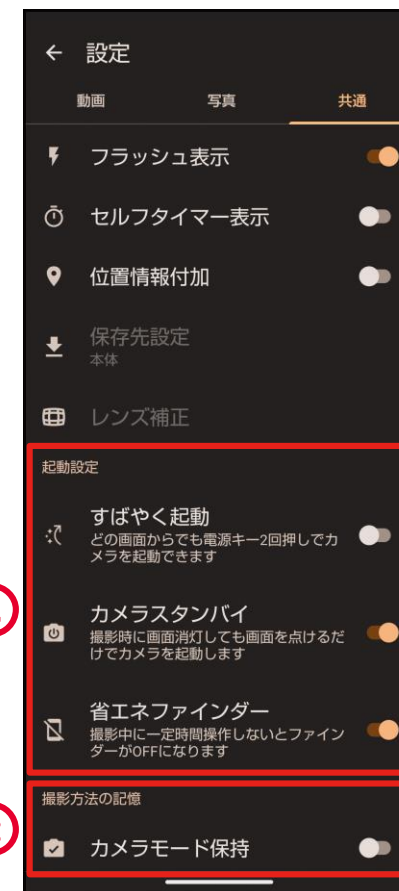 設定
動画 写真 共通
フラッシュ表示
セルフタイマー表示
位置情報付加
保存先設定
本体
レンズ補正
起動設定
すばやく起動
どの画面からでも電源キー2回押しでカ
メラを起動できます
カメラスタンバイ
撮影時に画面消灯しても画面を点けるだ
けでカメラを起動します
省エネファインダー
撮影中に一定時間操作しないとファイン
ダーがOFFになります
撮影方法の記憶
カメラモード保持